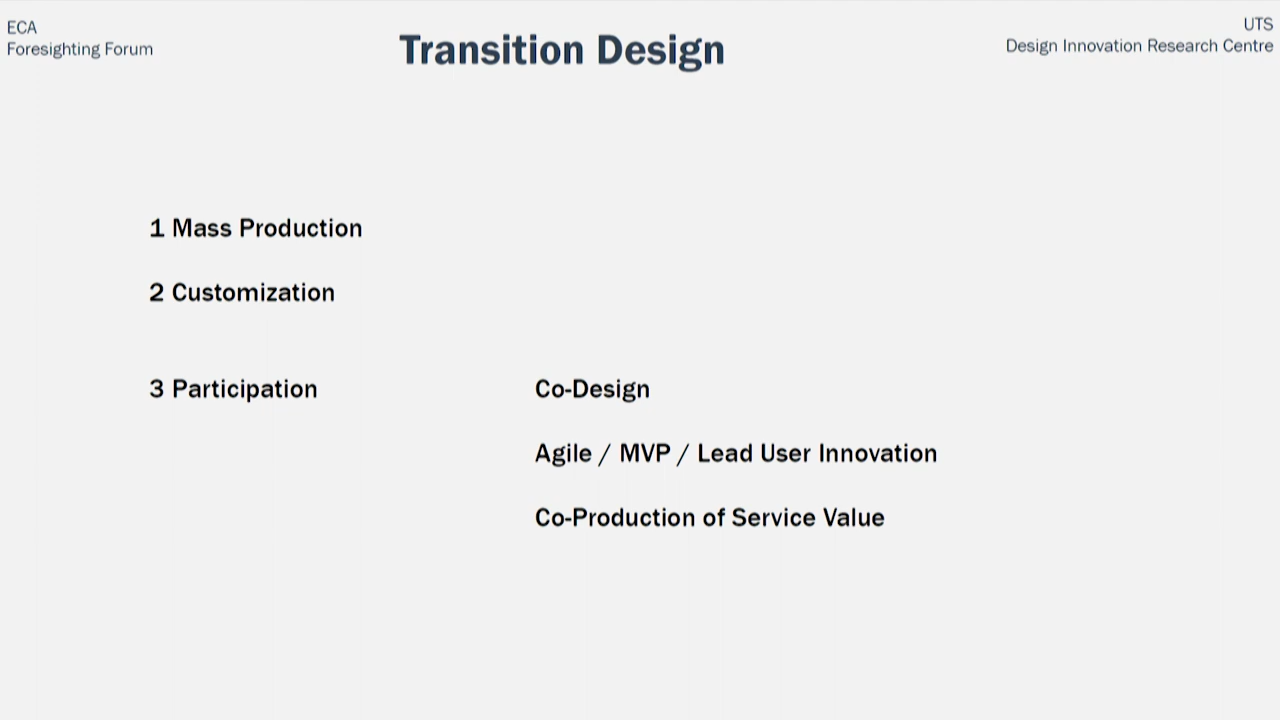 ECA
Foresighting Forum
Transition Design
UTS
Design Innovation Research Centre
1 Mass Production
2 Customization
3 Participation
Co-Design
Agile / MVP / Lead User Innovation
Co-Production of Service Value